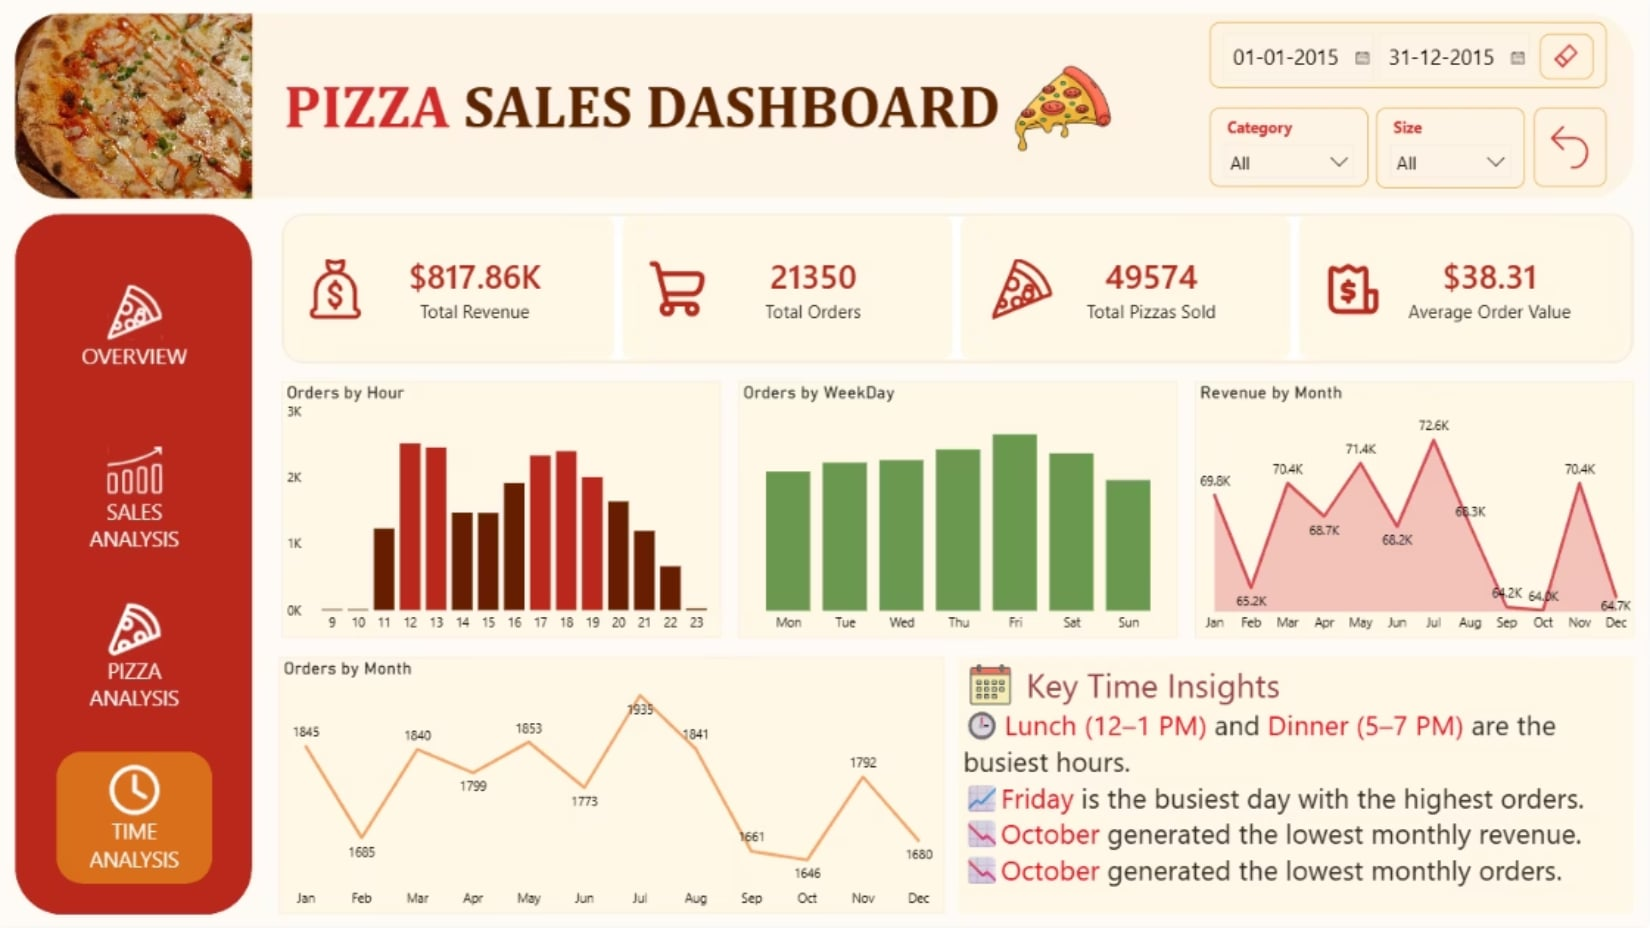 PIZZA SALES DASHBOARD
01-01-2015 31-12-2015
Category
All
Size
All
OVERVIEW
SALES
ANALYSIS
PIZZA
ANALYSIS
TIME
ANALYSIS
$817.86K
Total Revenue
21350
Total Orders
49574
Total Pizzas Sold
$38.31
Average Order Value
Orders by Hour
3K
2K
1K
0K
9 10 11 12 13 14 15 16 17 18 19 20 21 22 23
Orders by WeekDay
Mon Tue Wed Thu Fri Sat Sun
Revenue by Month
69.8K 65.2K 70.4K 68.7K 71.4K 68.2K 72.6K 68.3K 64.2K 64.0K 70.4K 64.7K
Jan Feb Mar Apr May Jun Jul Aug Sep Oct Nov Dec
Orders by Month
1845 1685 1840 1799 1853 1773 1935 1841 1661 1646 1792 1680
Jan Feb Mar Apr May Jun Jul Aug Sep Oct Nov Dec
Key Time Insights
Lunch (12–1 PM) and Dinner (5–7 PM) are the
busiest hours.
Friday is the busiest day with the highest orders.
October generated the lowest monthly revenue.
October generated the lowest monthly orders.